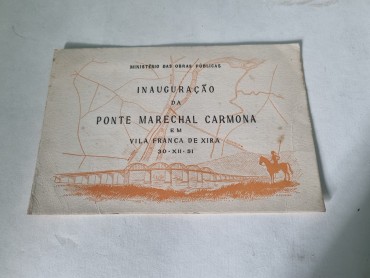 MINISTÉRIO DAS OBRAS PÚBLICAS
INAUGURAÇÃO
DA
PONTE MARECHAL CARMONA
EM
VILA FRANCA DE XIRA
30-XII-51